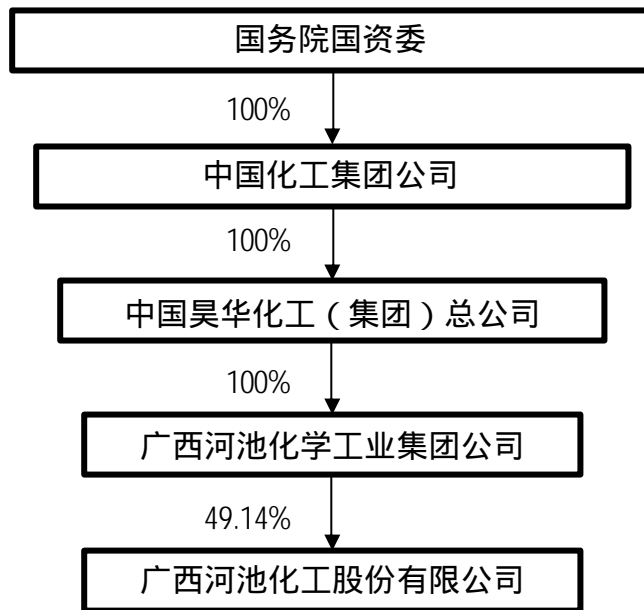 国务院国资委
100%
中国化工集团公司
100%
中国昊华化工（集团）总公司
100%
广西河池化学工业集团公司
49.14%
广西河池化工股份有限公司